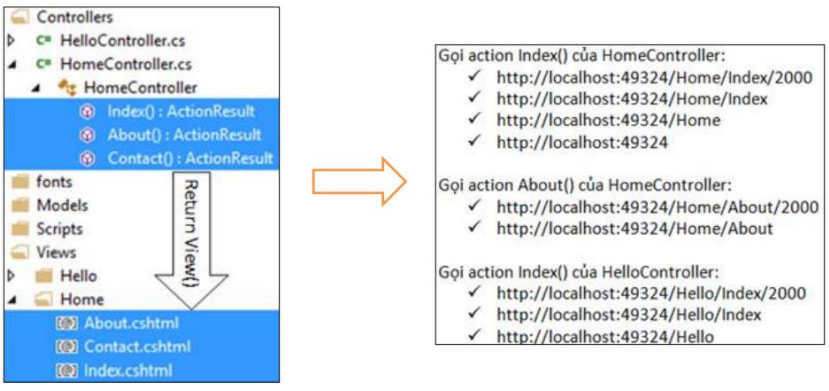 Controllers
C# HelloController.cs
C# HomeController.cs
HomeController
Index() : ActionResult
About() : ActionResult
Contact() : ActionResult
fonts
Models
Scripts
Views
Hello
Home
[@] About.cshtml
[@] Contact.cshtml
[@] Index.cshtml
Return View()
Gọi action Index() của HomeController:
✓ http://localhost:49324/Home/Index/2000
✓ http://localhost:49324/Home/Index
✓ http://localhost:49324/Home
✓ http://localhost:49324
Gọi action About() của HomeController:
✓ http://localhost:49324/Home/About/2000
✓ http://localhost:49324/Home/About
Gọi action Index() của HelloController:
✓ http://localhost:49324/Hello/Index/2000
✓ http://localhost:49324/Hello/Index
✓ http://localhost:49324/Hello